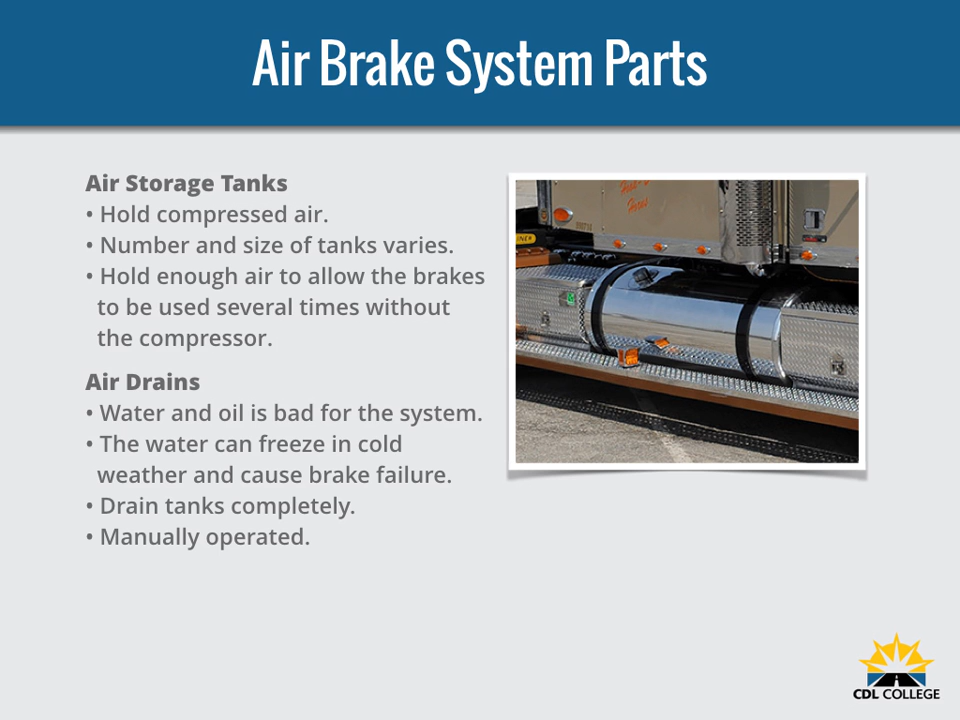 Air Brake System Parts
Air Storage Tanks
• Hold compressed air.
• Number and size of tanks varies.
• Hold enough air to allow the brakes
to be used several times without
the compressor.
Air Drains
• Water and oil is bad for the system.
• The water can freeze in cold
weather and cause brake failure.
• Drain tanks completely.
• Manually operated.
CDL COLLEGE